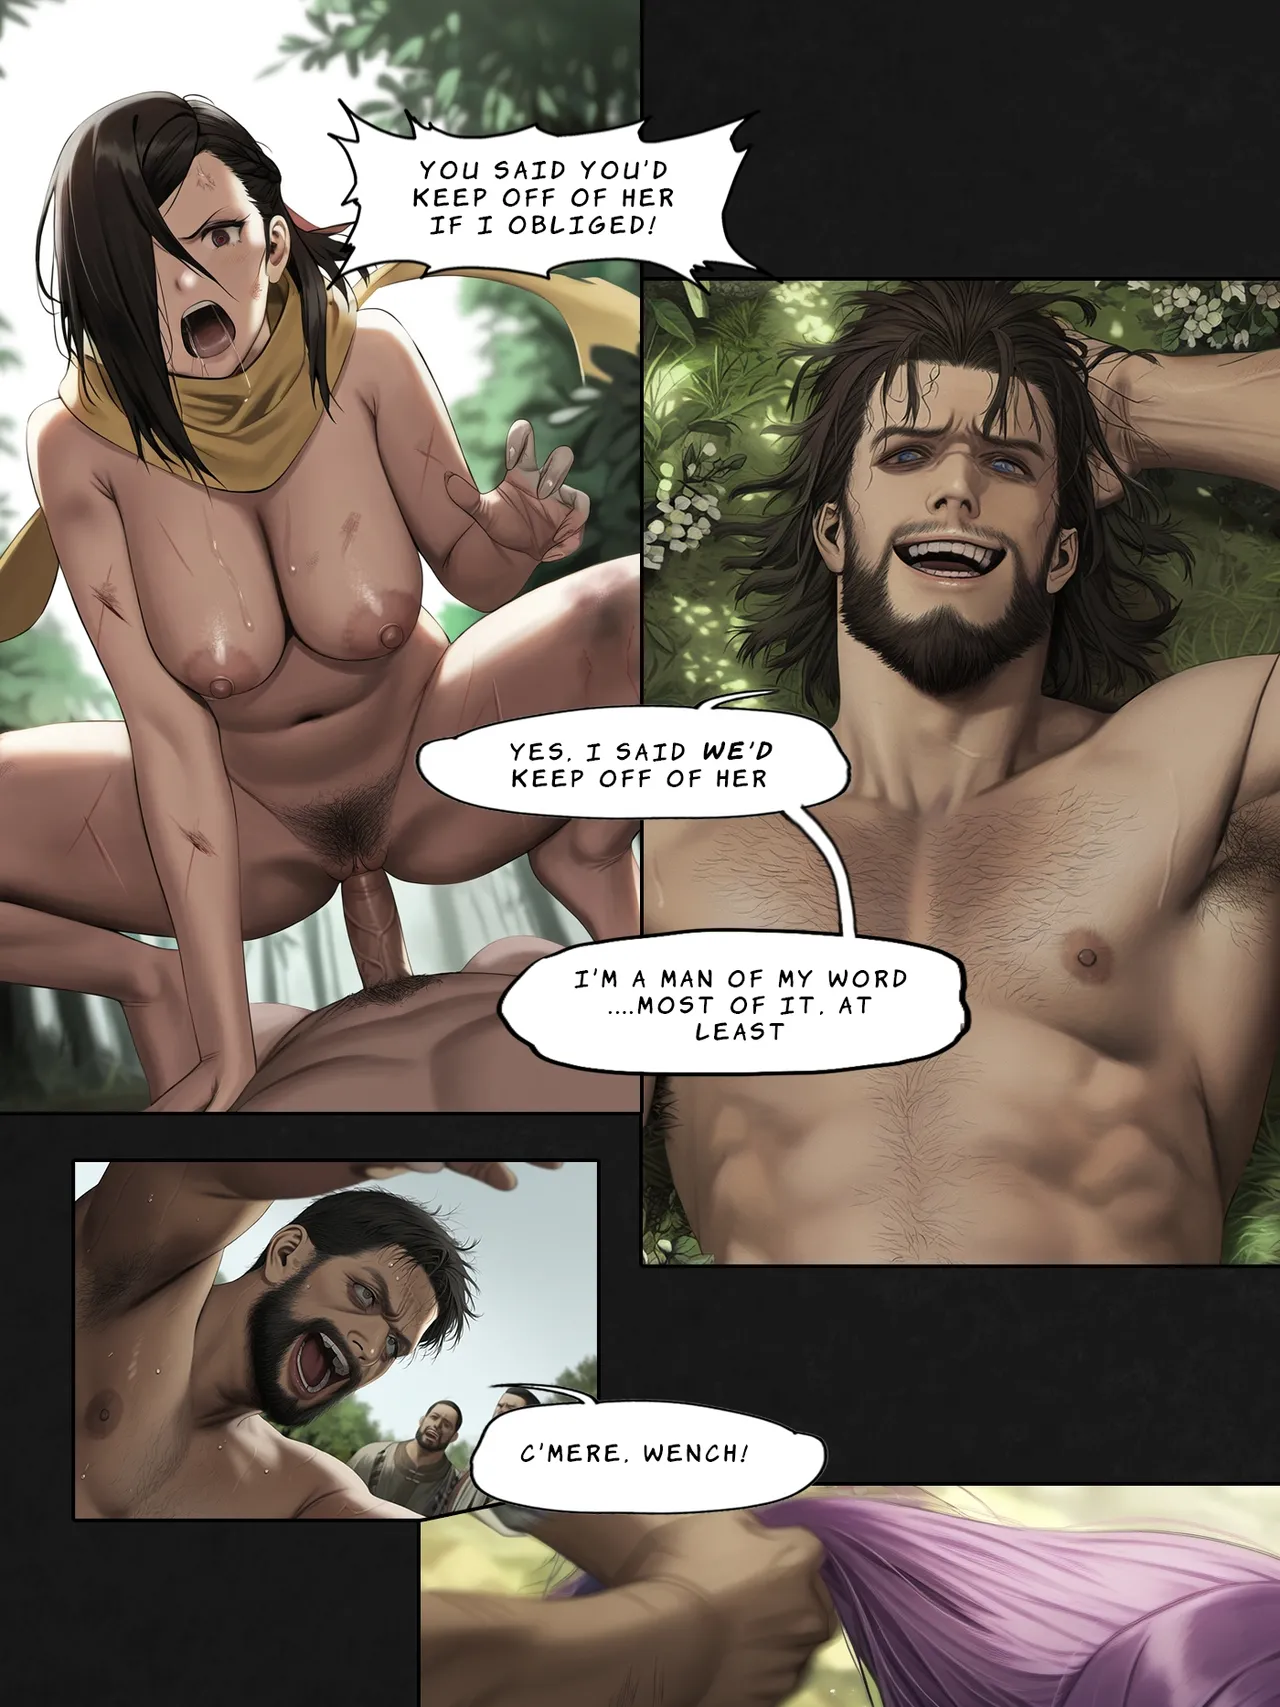 YOU SAID YOU'D
KEEP OFF OF HER
IF I OBLIGED!
YES, I SAID WE'D
KEEP OFF OF HER
I'M A MAN OF MY WORD
....MOST OF IT, AT
LEAST
C'MERE, WENCH!